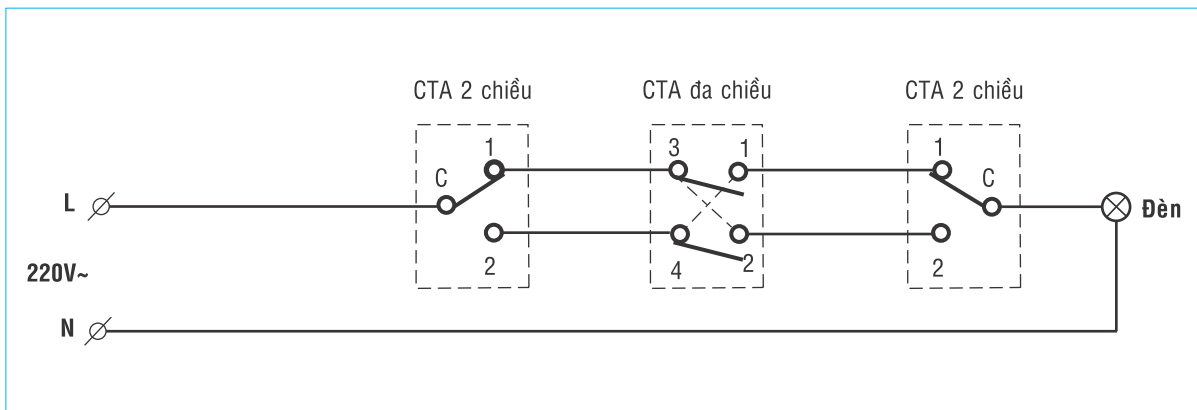 CTA 2 chiều CTA đa chiều CTA 2 chiều
1 3 1 1
C C
L Đèn
2 4 2 2
220V~
N